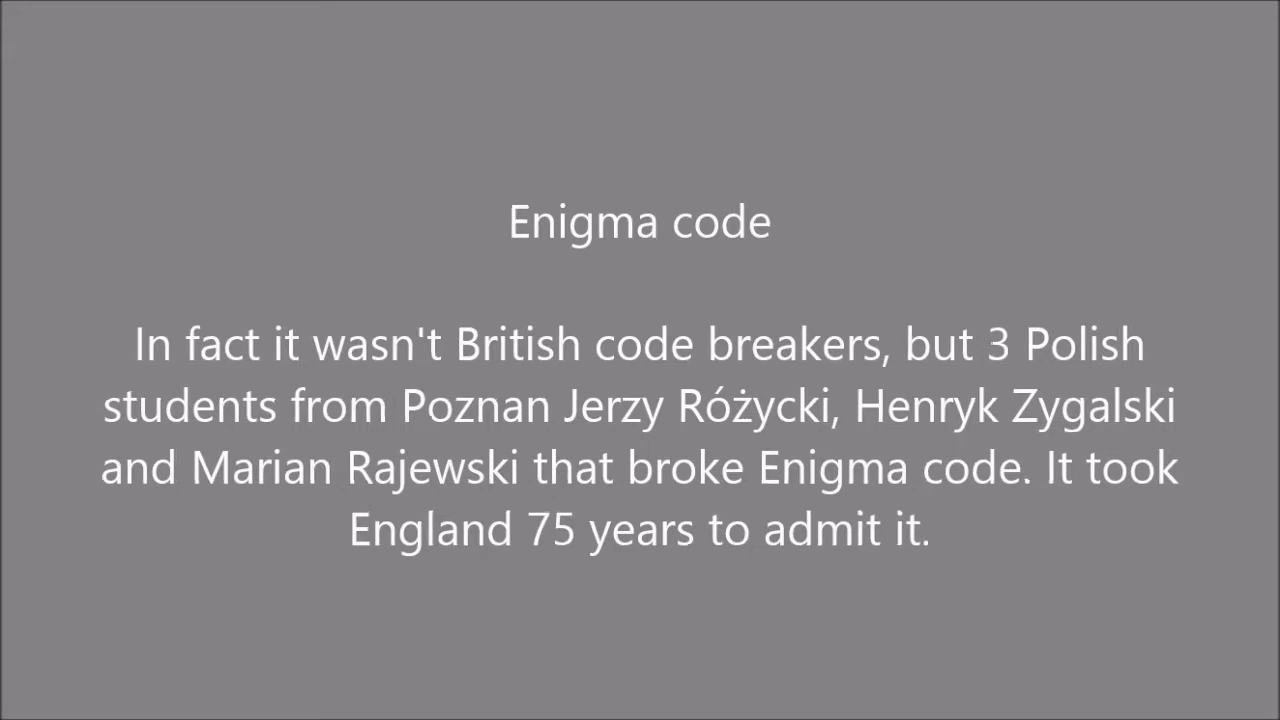 Enigma code
In fact it wasn't British code breakers, but 3 Polish
students from Poznan Jerzy Różycki, Henryk Zygalski
and Marian Rajewski that broke Enigma code. It took
England 75 years to admit it.